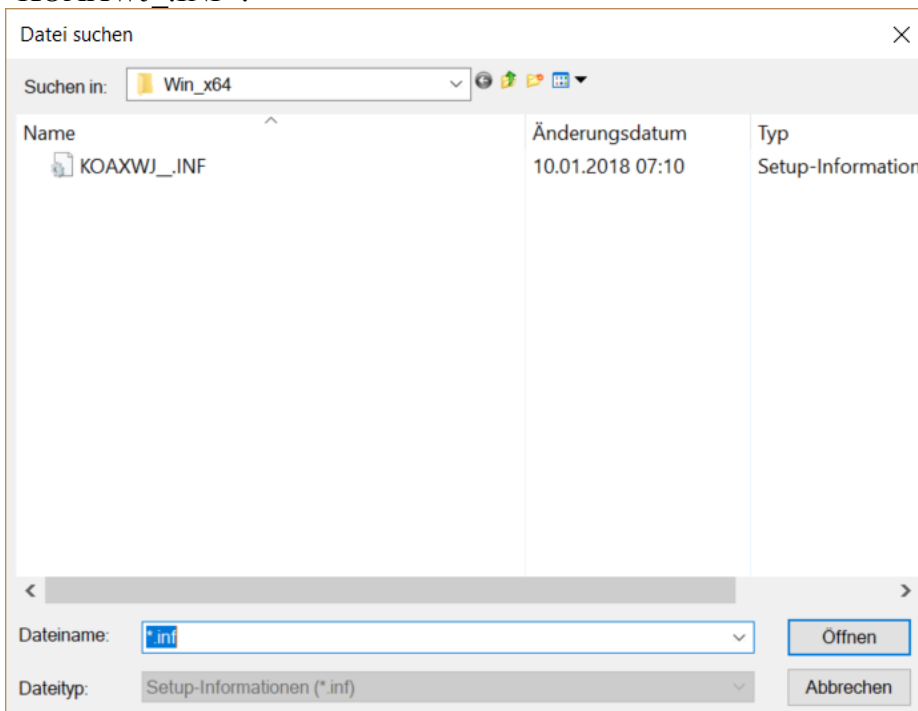 Datei suchen
Suchen in: Win_x64
Name Änderungsdatum Typ
KOAXWJ__.INF 10.01.2018 07:10 Setup-Information
Dateiname: *.inf Öffnen
Dateityp: Setup-Informationen (*.inf) Abbrechen